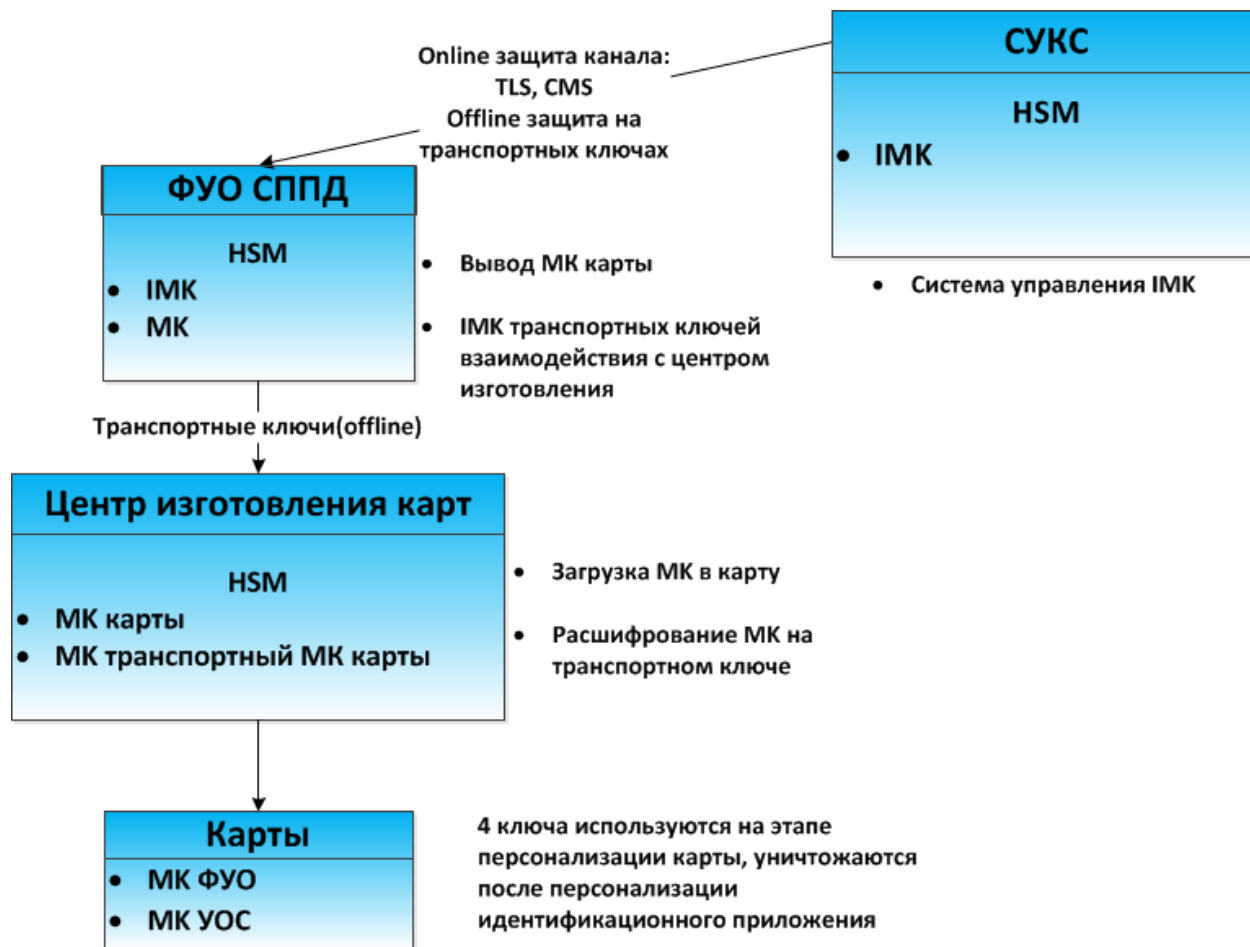 СУКС
HSM
• IMK
• Система управления IMK
Online защита канала:
TLS, CMS
Offline защита на
транспортных ключах
ФУО СППД
HSM
• IMK
• МК
• Вывод МК карты
• IMK транспортных ключей
взаимодействия с центром
изготовления
Транспортные ключи(offline)
Центр изготовления карт
HSM
• МК карты
• МК транспортный МК карты
• Загрузка МК в карту
• Расшифрование МК на
транспортном ключе
Карты
• МК ФУО
• МК УОС
4 ключа используются на этапе
персонализации карты, уничтожаются
после персонализации
идентификационного приложения